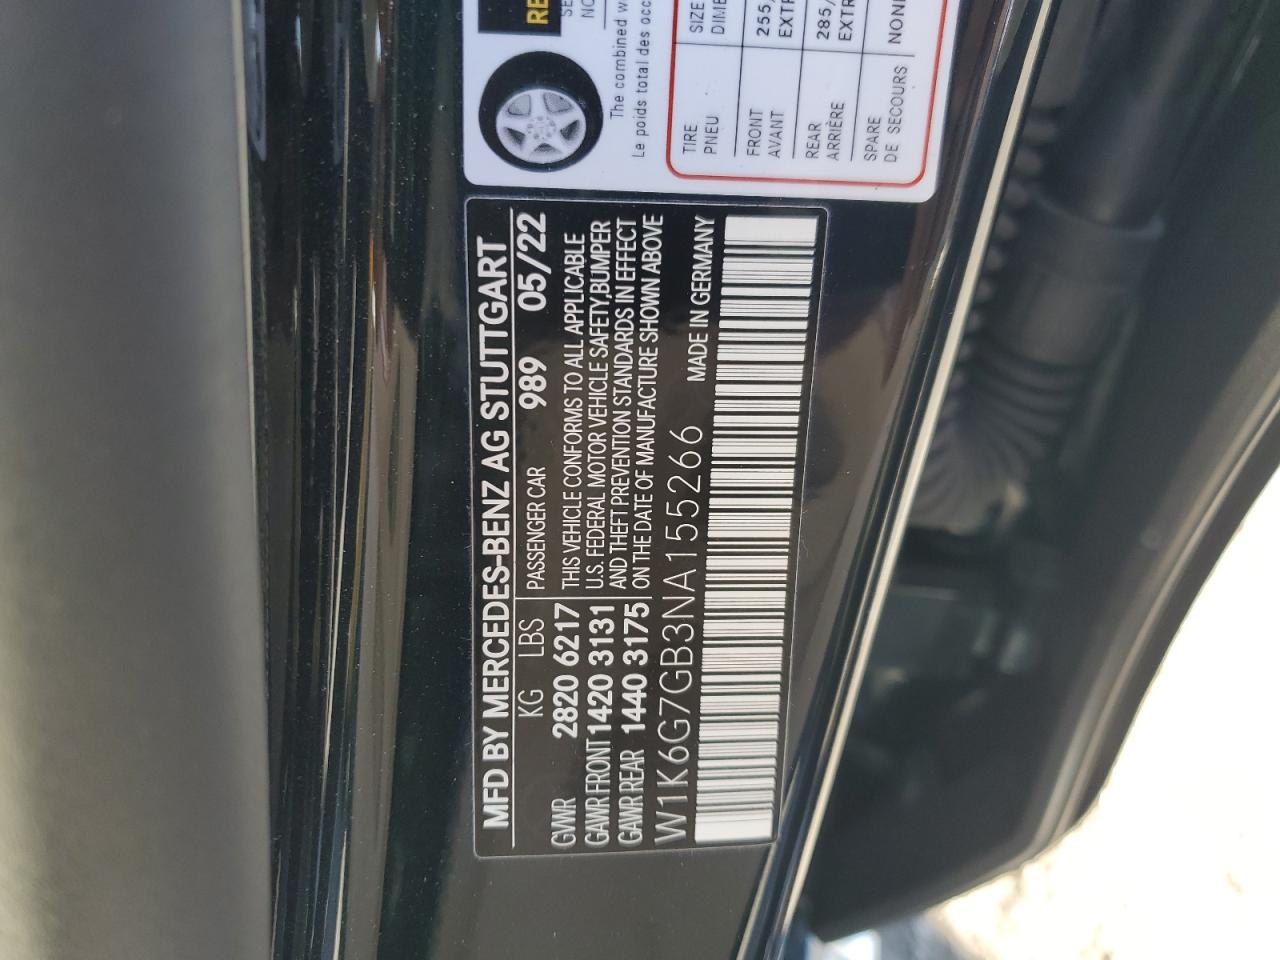 MFD BY MERCEDES-BENZ AG STUTTGART
KG LBS PASSENGER CAR 989 05/22
GVWR 2820 6217
GAWR FRONT 1420 3131
GAWR REAR 1440 3175
THIS VEHICLE CONFORMS TO ALL APPLICABLE
U.S. FEDERAL MOTOR VEHICLE SAFETY, BUMPER
AND THEFT PREVENTION STANDARDS IN EFFECT
ON THE DATE OF MANUFACTURE SHOWN ABOVE
W1K6G7GB3NA155266 MADE IN GERMANY
The combined
Le poids total des
TIRE SIZE
PNEU
FRONT 255/
AVANT
REAR 285/
ARRIÈRE
SPARE
DE SECOURS